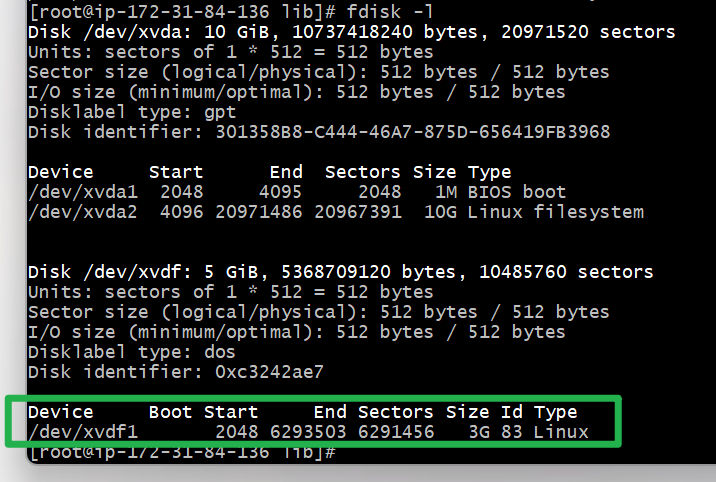 [root@ip-172-31-84-136 lib]# fdisk -l
Disk /dev/xvda: 10 GiB, 10737418240 bytes, 20971520 sectors
Units: sectors of 1 * 512 = 512 bytes
Sector size (logical/physical): 512 bytes / 512 bytes
I/O size (minimum/optimal): 512 bytes / 512 bytes
Disklabel type: gpt
Disk identifier: 301358B8-C444-46A7-875D-656419FB3968
Device Start End Sectors Size Type
/dev/xvda1 2048 4095 2048 1M BIOS boot
/dev/xvda2 4096 20971486 20967391 10G Linux filesystem
Disk /dev/xvdf: 5 GiB, 5368709120 bytes, 10485760 sectors
Units: sectors of 1 * 512 = 512 bytes
Sector size (logical/physical): 512 bytes / 512 bytes
I/O size (minimum/optimal): 512 bytes / 512 bytes
Disklabel type: dos
Disk identifier: 0xc3242ae7
Device Boot Start End Sectors Size Id Type
/dev/xvdf1 2048 6293503 6291456 3G 83 Linux
[root@ip-172-31-84-136 lib]#